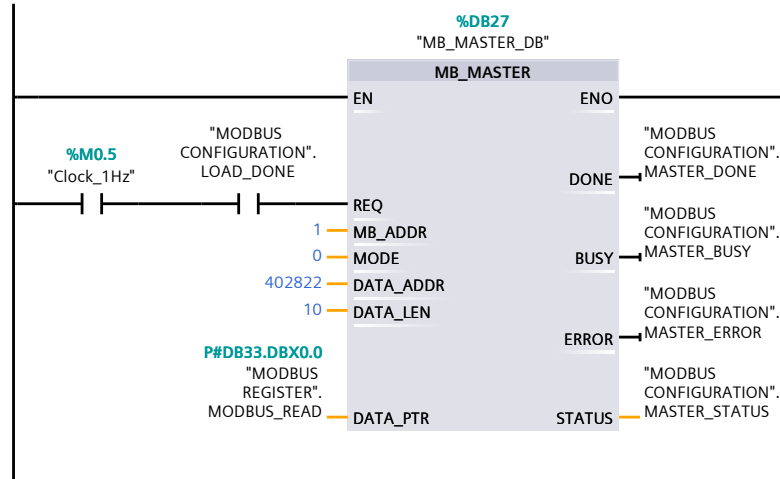 %DB27
"MB_MASTER_DB"
MB_MASTER
EN
ENO
%M0.5
"Clock_1Hz"
"MODBUS
CONFIGURATION".
LOAD_DONE
"MODBUS
CONFIGURATION".
MASTER_DONE
DONE
REQ
1
MB_ADDR
"MODBUS
CONFIGURATION".
MASTER_BUSY
0
MODE
BUSY
402822
DATA_ADDR
10
DATA_LEN
"MODBUS
CONFIGURATION".
MASTER_ERROR
ERROR
P#DB33.DBX0.0
"MODBUS
REGISTER".
MODBUS_READ
DATA_PTR
STATUS
"MODBUS
CONFIGURATION".
MASTER_STATUS